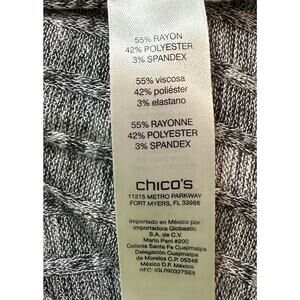 55% RAYON
42% POLYESTER
3% SPANDEX
55% viscosa
42% poliéster
3% elastano
55% RAYONNE
42% POLYESTER
3% SPANDEX
chico's
11215 METRO PARKWAY
FORT MYERS, FL 33966
Importado en México por
Importadora Globastic
S.A. de C.V.
Mario Pani #200
Colonia Santa Fe Cuajimalpa
Delegación Cuajimalpa
de Morelos C.P. 05348
México D.F. México
RFC: IGL090327SE5